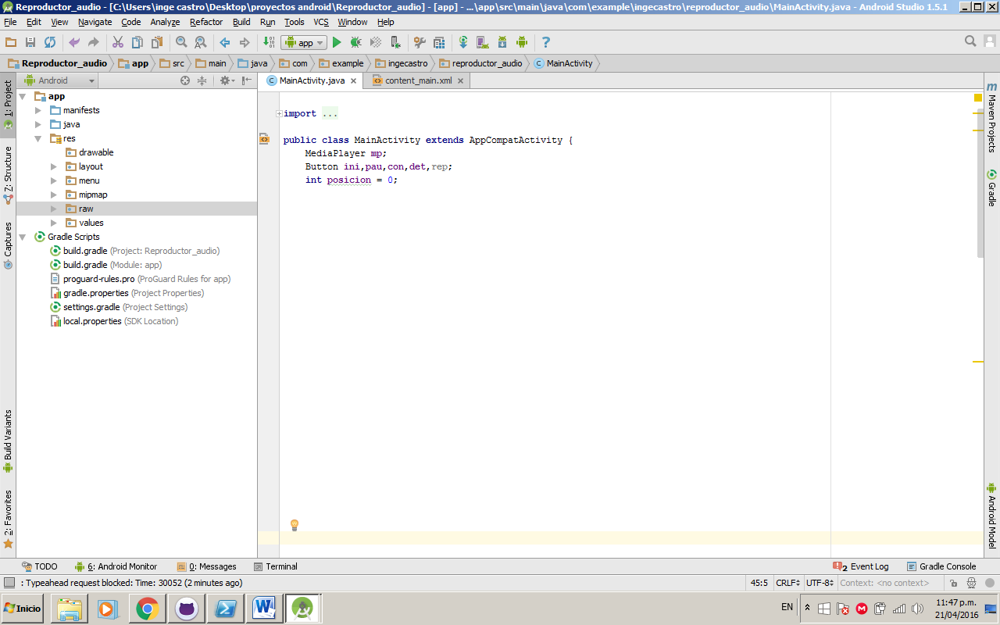 Reproductor_audio - [C:\Users\inge castro\Desktop\proyectos android\Reproductor_audio] - [app] - ...\app\src\main\java\com\example\ingecastro\reproductor_audio\MainActivity.java - Android Studio 1.5.1
File Edit View Navigate Code Analyze Refactor Build Run Tools VCS Window Help
app
Reproductor_audio app src main java com example ingecastro reproductor_audio MainActivity
Android
MainActivity.java content_main.xml
1: Project
7: Structure
Captures
Build Variants
2: Favorites
app
manifests
java
res
drawable
layout
menu
mipmap
raw
values
Gradle Scripts
build.gradle (Project: Reproductor_audio)
build.gradle (Module: app)
proguard-rules.pro (ProGuard Rules for app)
gradle.properties (Project Properties)
settings.gradle (Project Settings)
local.properties (SDK Location)
import ...
public class MainActivity extends AppCompatActivity {
MediaPlayer mp;
Button ini,pau,con,det,rep;
int posicion = 0;
Maven Projects
Gradle
Android Model
TODO 6: Android Monitor 0: Messages Terminal 2 Event Log Gradle Console
: Typeahead request blocked: Time: 30052 (2 minutes ago) 45:5 CRLF UTF-8 Context: <no context>
Inicio EN 11:47 p.m.
21/04/2016